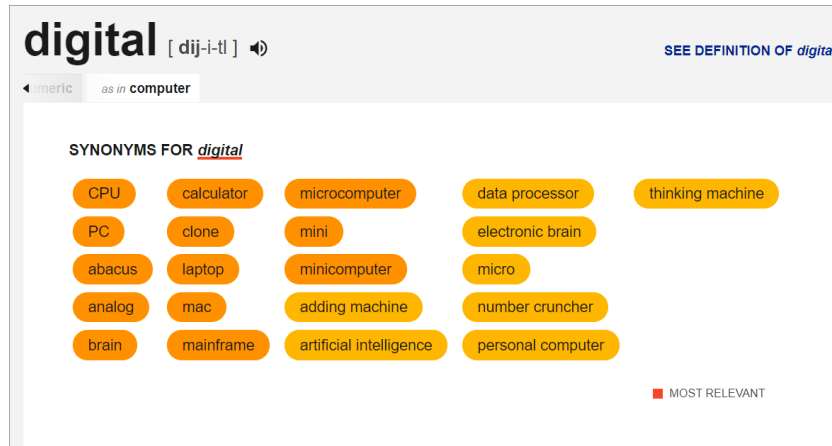 digital [ dij-i-tl ]
SEE DEFINITION OF digita
umeric as in computer
SYNONYMS FOR digital
CPU calculator microcomputer data processor thinking machine
PC clone mini electronic brain
abacus laptop minicomputer micro
analog mac adding machine number cruncher
brain mainframe artificial intelligence personal computer
MOST RELEVANT